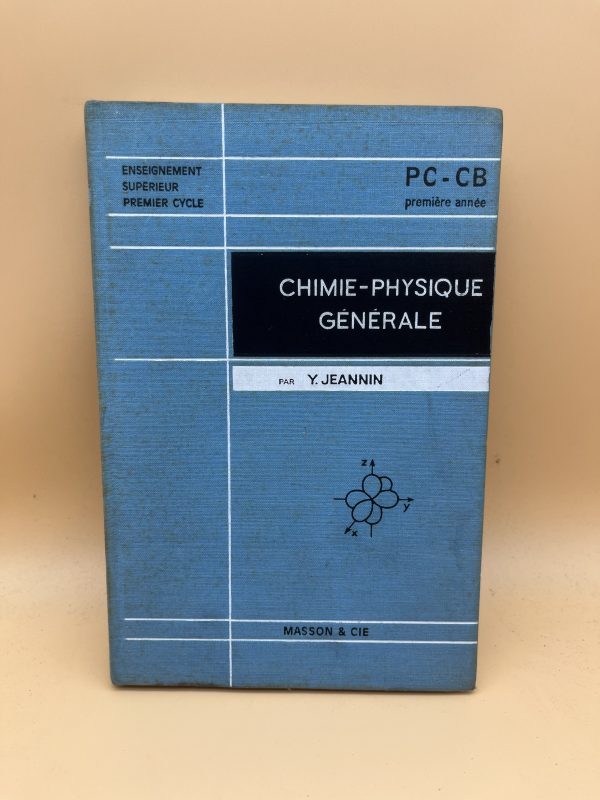 ENSEIGNEMENT
SUPÉRIEUR
PREMIER CYCLE
PC-CB
première année
CHIMIE-PHYSIQUE
GÉNÉRALE
PAR Y. JEANNIN
z
y
x
MASSON & CIE